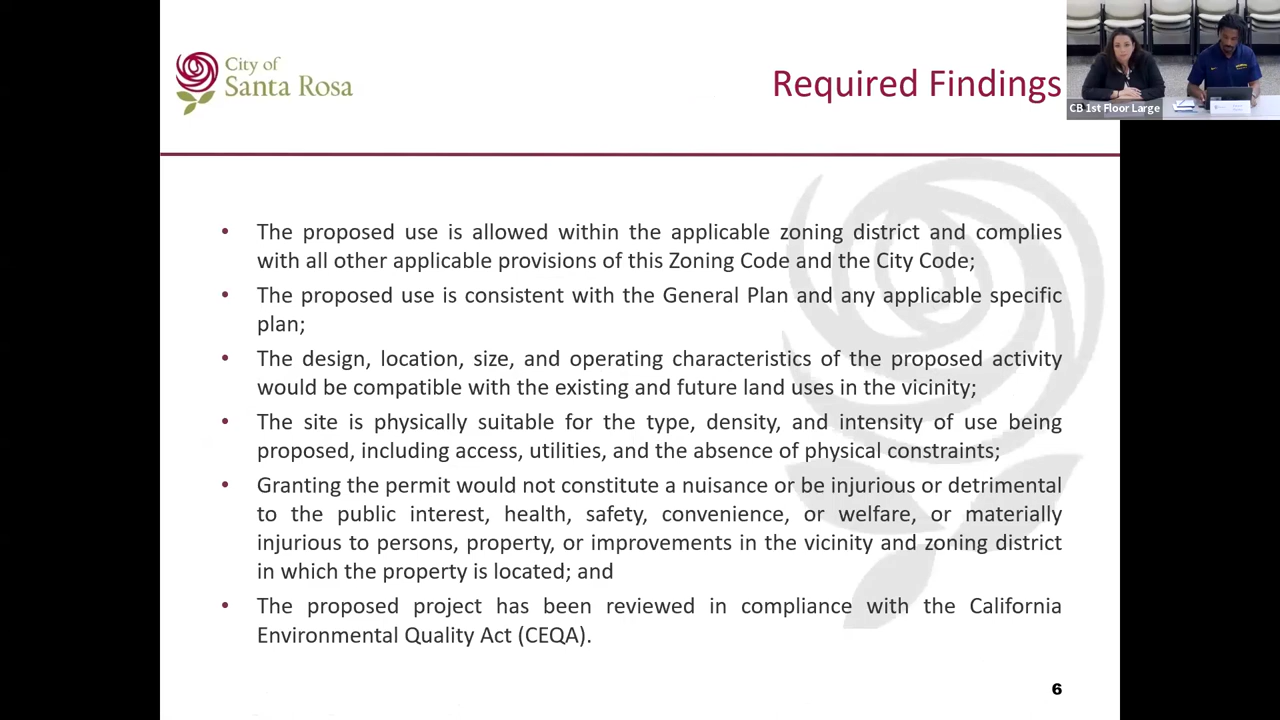 City of
Santa Rosa
Required Findings
CB 1st Floor Large
• The proposed use is allowed within the applicable zoning district and complies
with all other applicable provisions of this Zoning Code and the City Code;
• The proposed use is consistent with the General Plan and any applicable specific
plan;
• The design, location, size, and operating characteristics of the proposed activity
would be compatible with the existing and future land uses in the vicinity;
• The site is physically suitable for the type, density, and intensity of use being
proposed, including access, utilities, and the absence of physical constraints;
• Granting the permit would not constitute a nuisance or be injurious or detrimental
to the public interest, health, safety, convenience, or welfare, or materially
injurious to persons, property, or improvements in the vicinity and zoning district
in which the property is located; and
• The proposed project has been reviewed in compliance with the California
Environmental Quality Act (CEQA).
6